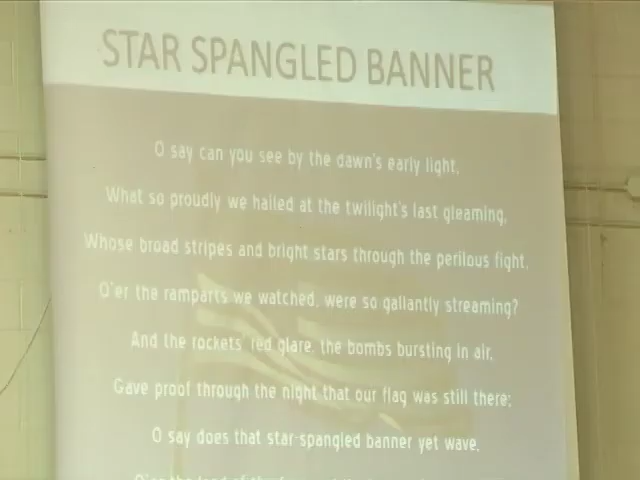 STAR SPANGLED BANNER
O say can you see by the dawn's early light,
What so proudly we hailed at the twilight's last gleaming,
Whose broad stripes and bright stars through the perilous fight,
O'er the ramparts we watched, were so gallantly streaming?
And the rockets' red glare, the bombs bursting in air,
Gave proof through the night that our flag was still there;
O say does that star-spangled banner yet wave,